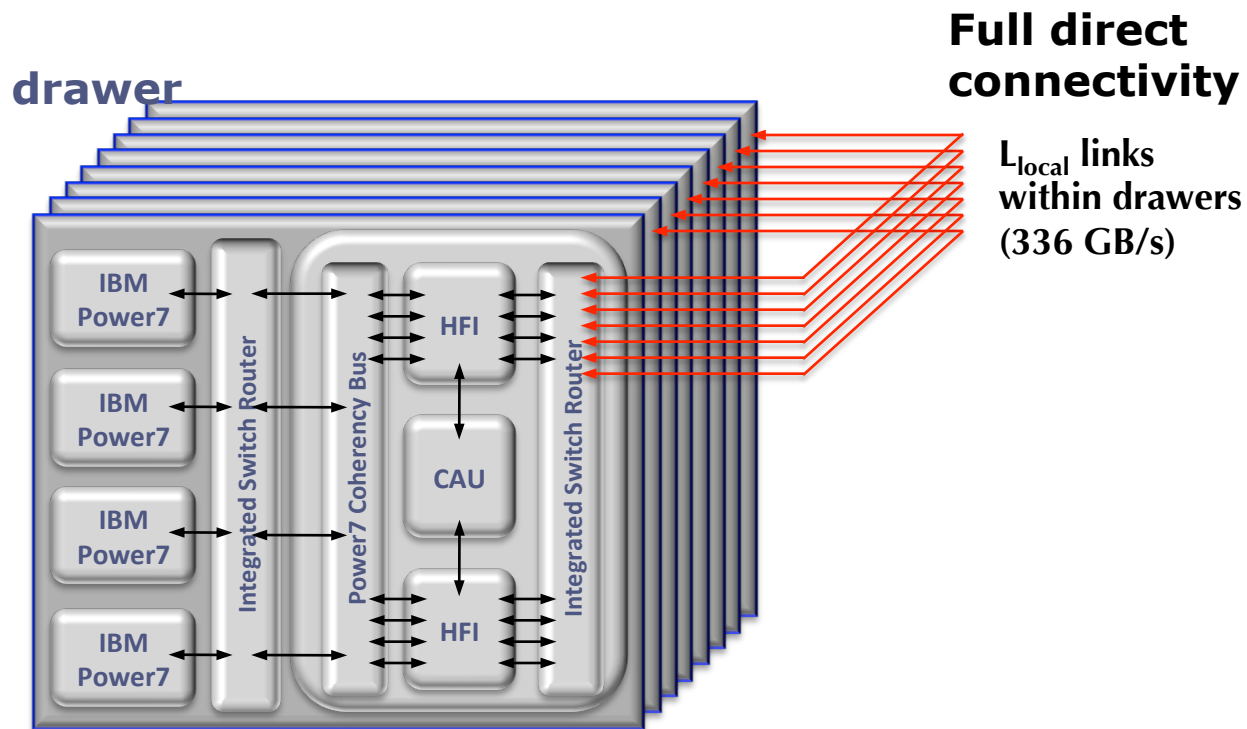 Full direct
connectivity
drawer
L_local links
within drawers
(336 GB/s)
IBM
Power7
IBM
Power7
IBM
Power7
IBM
Power7
Integrated Switch Router
Power7 Coherency Bus
HFI
CAU
HFI
Integrated Switch Router